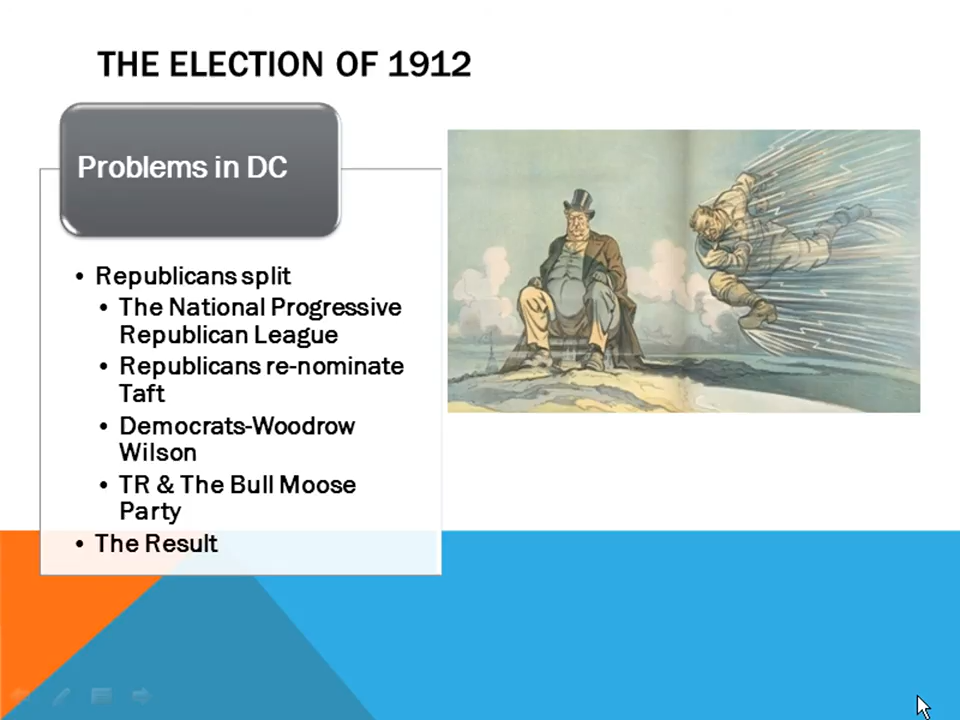 THE ELECTION OF 1912
Problems in DC
• Republicans split
• The National Progressive
Republican League
• Republicans re-nominate
Taft
• Democrats-Woodrow
Wilson
• TR & The Bull Moose
Party
• The Result